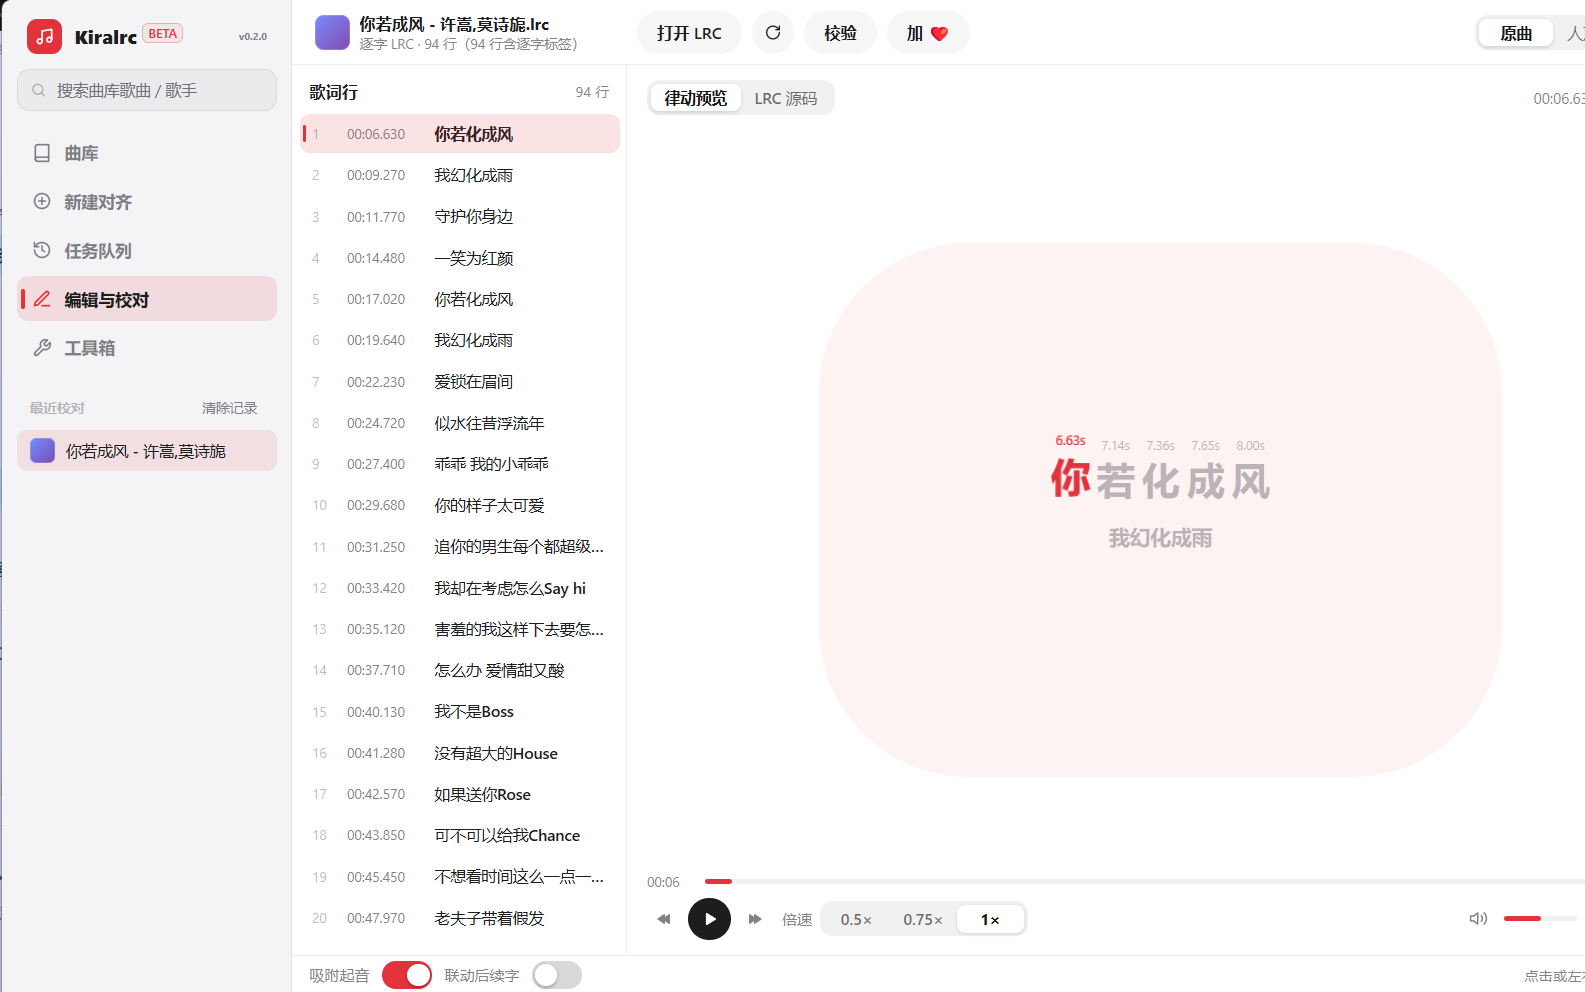 Kiralrc BETA v0.2.0
搜索曲库歌曲 / 歌手
曲库
新建对齐
任务队列
编辑与校对
工具箱
最近校对 清除记录
你若成风 - 许嵩,莫诗旎
你若成风 - 许嵩,莫诗旎.lrc
逐字 LRC · 94 行（94 行含逐字标签）
打开 LRC
校验
加 ❤️
原曲
歌词行 94 行
1 00:06.630 你若化成风
2 00:09.270 我幻化成雨
3 00:11.770 守护你身边
4 00:14.480 一笑为红颜
5 00:17.020 你若化成风
6 00:19.640 我幻化成雨
7 00:22.230 爱锁在眉间
8 00:24.720 似水往昔浮流年
9 00:27.400 乖乖 我的小乖乖
10 00:29.680 你的样子太可爱
11 00:31.250 追你的男生每个都超级...
12 00:33.420 我却在考虑怎么Say hi
13 00:35.120 害羞的我这样下去要怎...
14 00:37.710 怎么办 爱情甜又酸
15 00:40.130 我不是Boss
16 00:41.280 没有超大的House
17 00:42.570 如果送你Rose
18 00:43.850 可不可以给我Chance
19 00:45.450 不想看时间这么一点一...
20 00:47.970 老夫子带着假发
律动预览 LRC 源码
00:06.63
6.63s 7.14s 7.36s 7.65s 8.00s
你若化成风
我幻化成雨
00:06
倍速 0.5× 0.75× 1×
吸附起音 联动后续字
点击或左